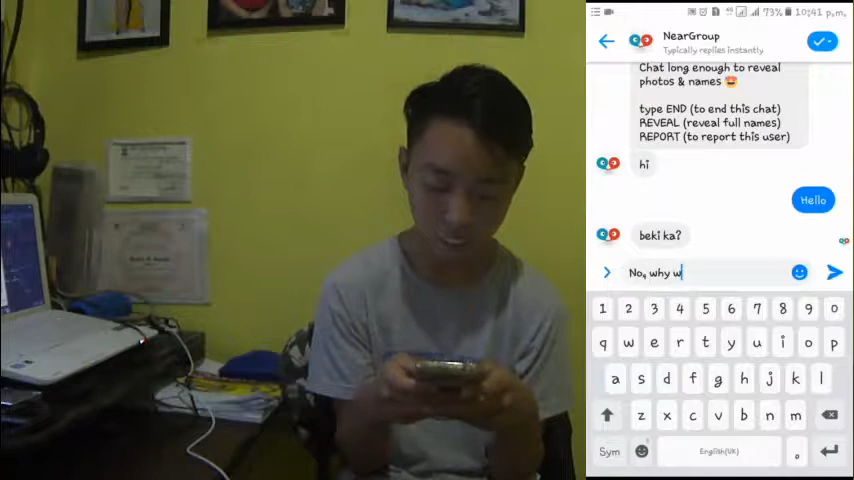 73% 10:41 p.m.
NearGroup
Typically replies instantly
Chat long enough to reveal
photos & names 😍
type END (to end this chat)
REVEAL (reveal full names)
REPORT (to report this user)
hi
Hello
beki ka?
No, why w
1 2 3 4 5 6 7 8 9 0
q w e r t y u i o p
a s d f g h j k l
z x c v b n m
Sym English(UK) .